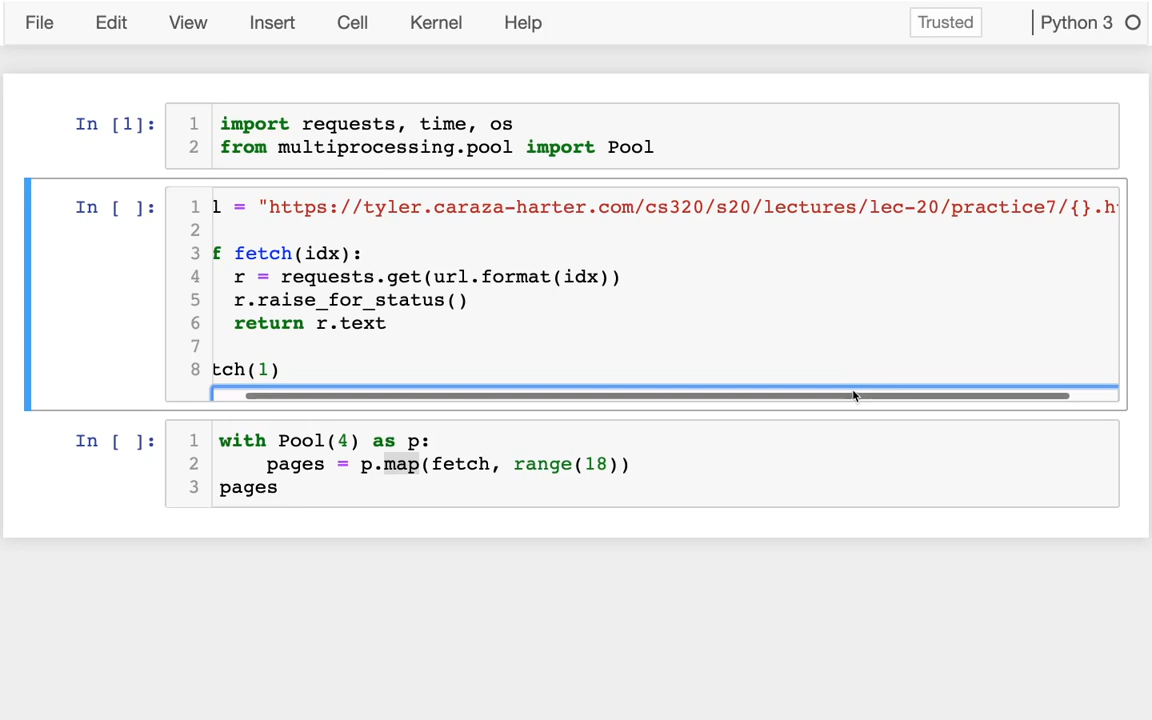 File Edit View Insert Cell Kernel Help Trusted Python 3
In [1]:
1 import requests, time, os
2 from multiprocessing.pool import Pool
In [ ]:
1 l = "https://tyler.caraza-harter.com/cs320/s20/lectures/lec-20/practice7/{}.h
2
3 f fetch(idx):
4 r = requests.get(url.format(idx))
5 r.raise_for_status()
6 return r.text
7
8 tch(1)
In [ ]:
1 with Pool(4) as p:
2 pages = p.map(fetch, range(18))
3 pages